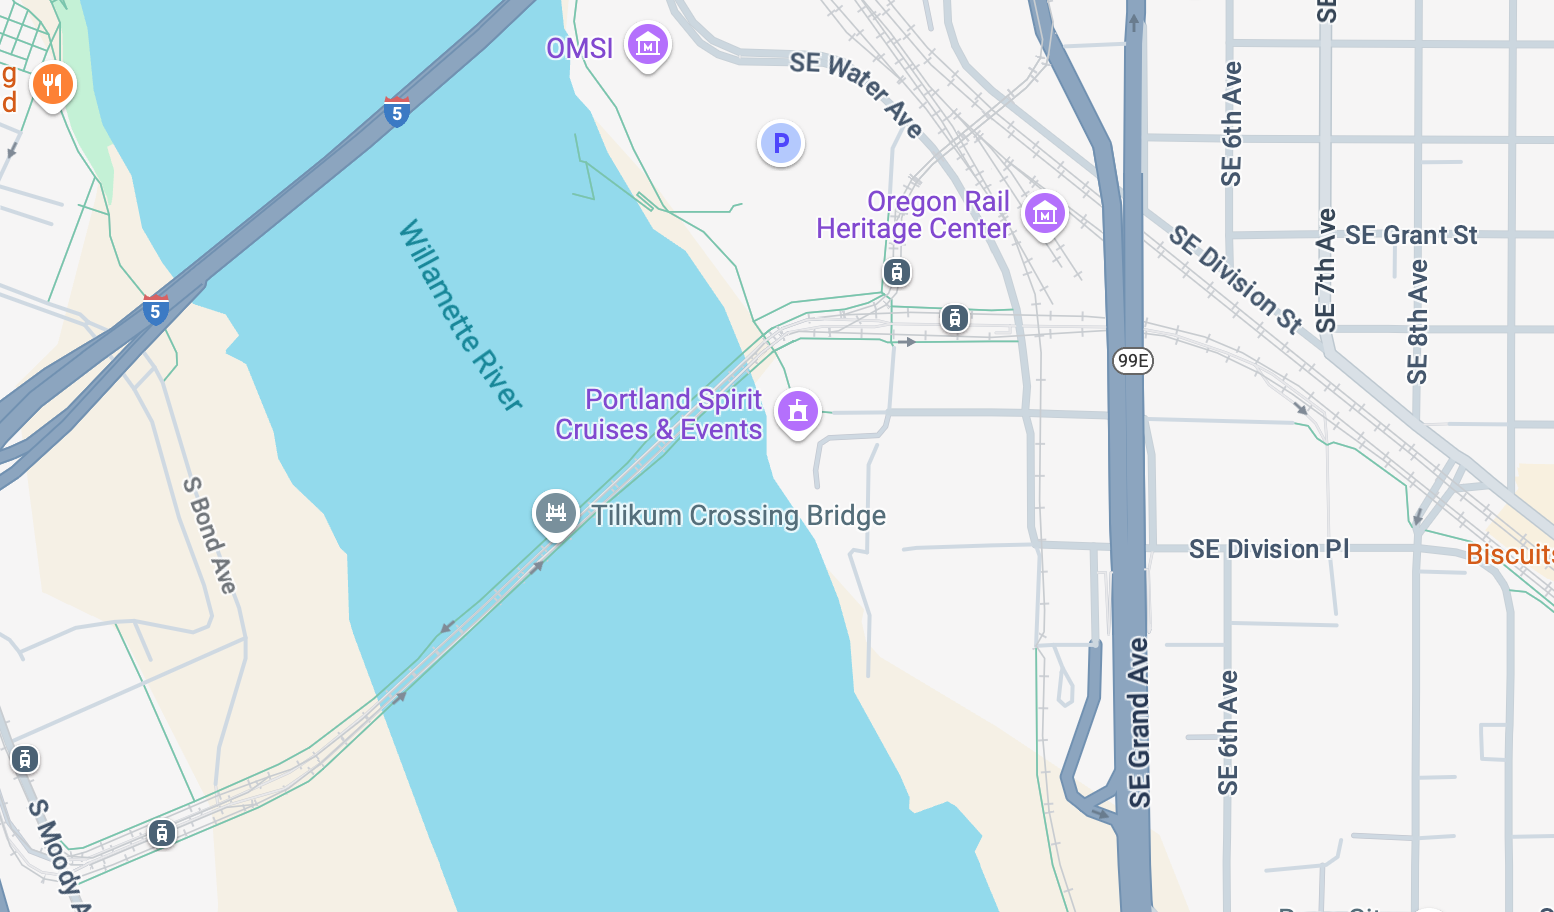 OMSI
SE Water Ave
SE 6th Ave
SE
g
d
5
P
Oregon Rail
Heritage Center
SE Grant St
SE Division St
SE 7th Ave
SE 8th Ave
5
Willamette River
99E
Portland Spirit
Cruises & Events
S Bond Ave
Tilikum Crossing Bridge
SE Division Pl
Biscuits
SE Grand Ave
SE 6th Ave
S Moody A